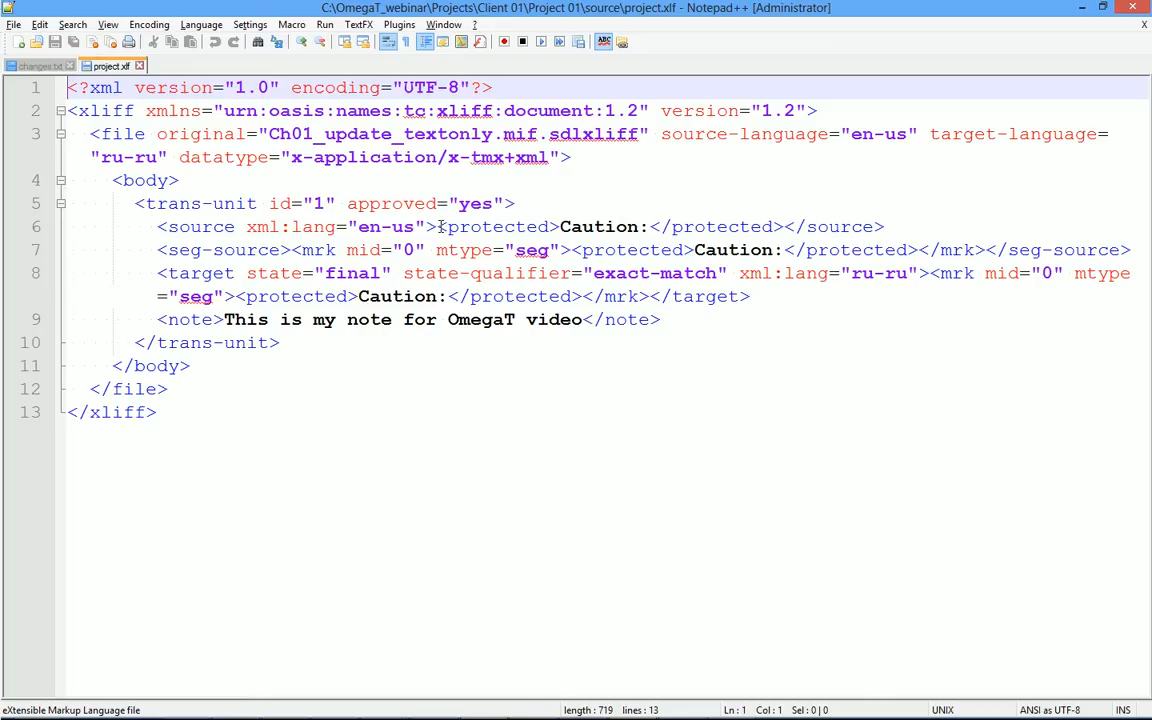 C:\OmegaT_webinar\Projects\Client 01\Project 01\source\project.xlf - Notepad++ [Administrator]
File Edit Search View Encoding Language Settings Macro Run TextFX Plugins Window ? X
changes.txt project.xlf
1 <?xml version="1.0" encoding="UTF-8"?>
2 <xliff xmlns="urn:oasis:names:tc:xliff:document:1.2" version="1.2">
3 <file original="Ch01_update_textonly.mif.sdlxliff" source-language="en-us" target-language=
"ru-ru" datatype="x-application/x-tmx+xml">
4 <body>
5 <trans-unit id="1" approved="yes">
6 <source xml:lang="en-us"><protected>Caution:</protected></source>
7 <seg-source><mrk mid="0" mtype="seg"><protected>Caution:</protected></mrk></seg-source>
8 <target state="final" state-qualifier="exact-match" xml:lang="ru-ru"><mrk mid="0" mtype
="seg"><protected>Caution:</protected></mrk></target>
9 <note>This is my note for OmegaT video</note>
10 </trans-unit>
11 </body>
12 </file>
13 </xliff>
eXtensible Markup Language file length : 719 lines : 13 Ln : 1 Col : 1 Sel : 0 | 0 UNIX ANSI as UTF-8 INS